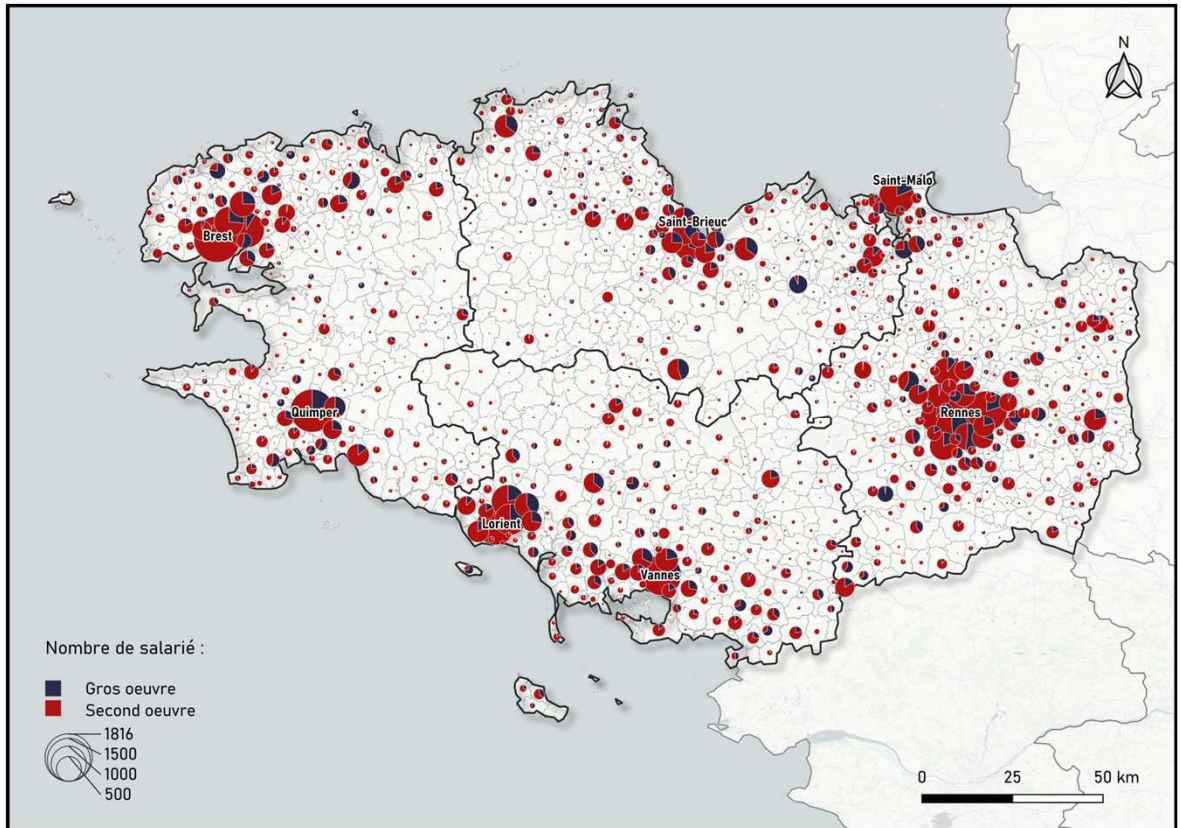 N
Saint-Malo
Saint-Brieuc
Brest
Quimper
Rennes
Lorient
Vannes
Nombre de salarié :
Gros oeuvre
Second oeuvre
1816
1500
1000
500
0 25 50 km